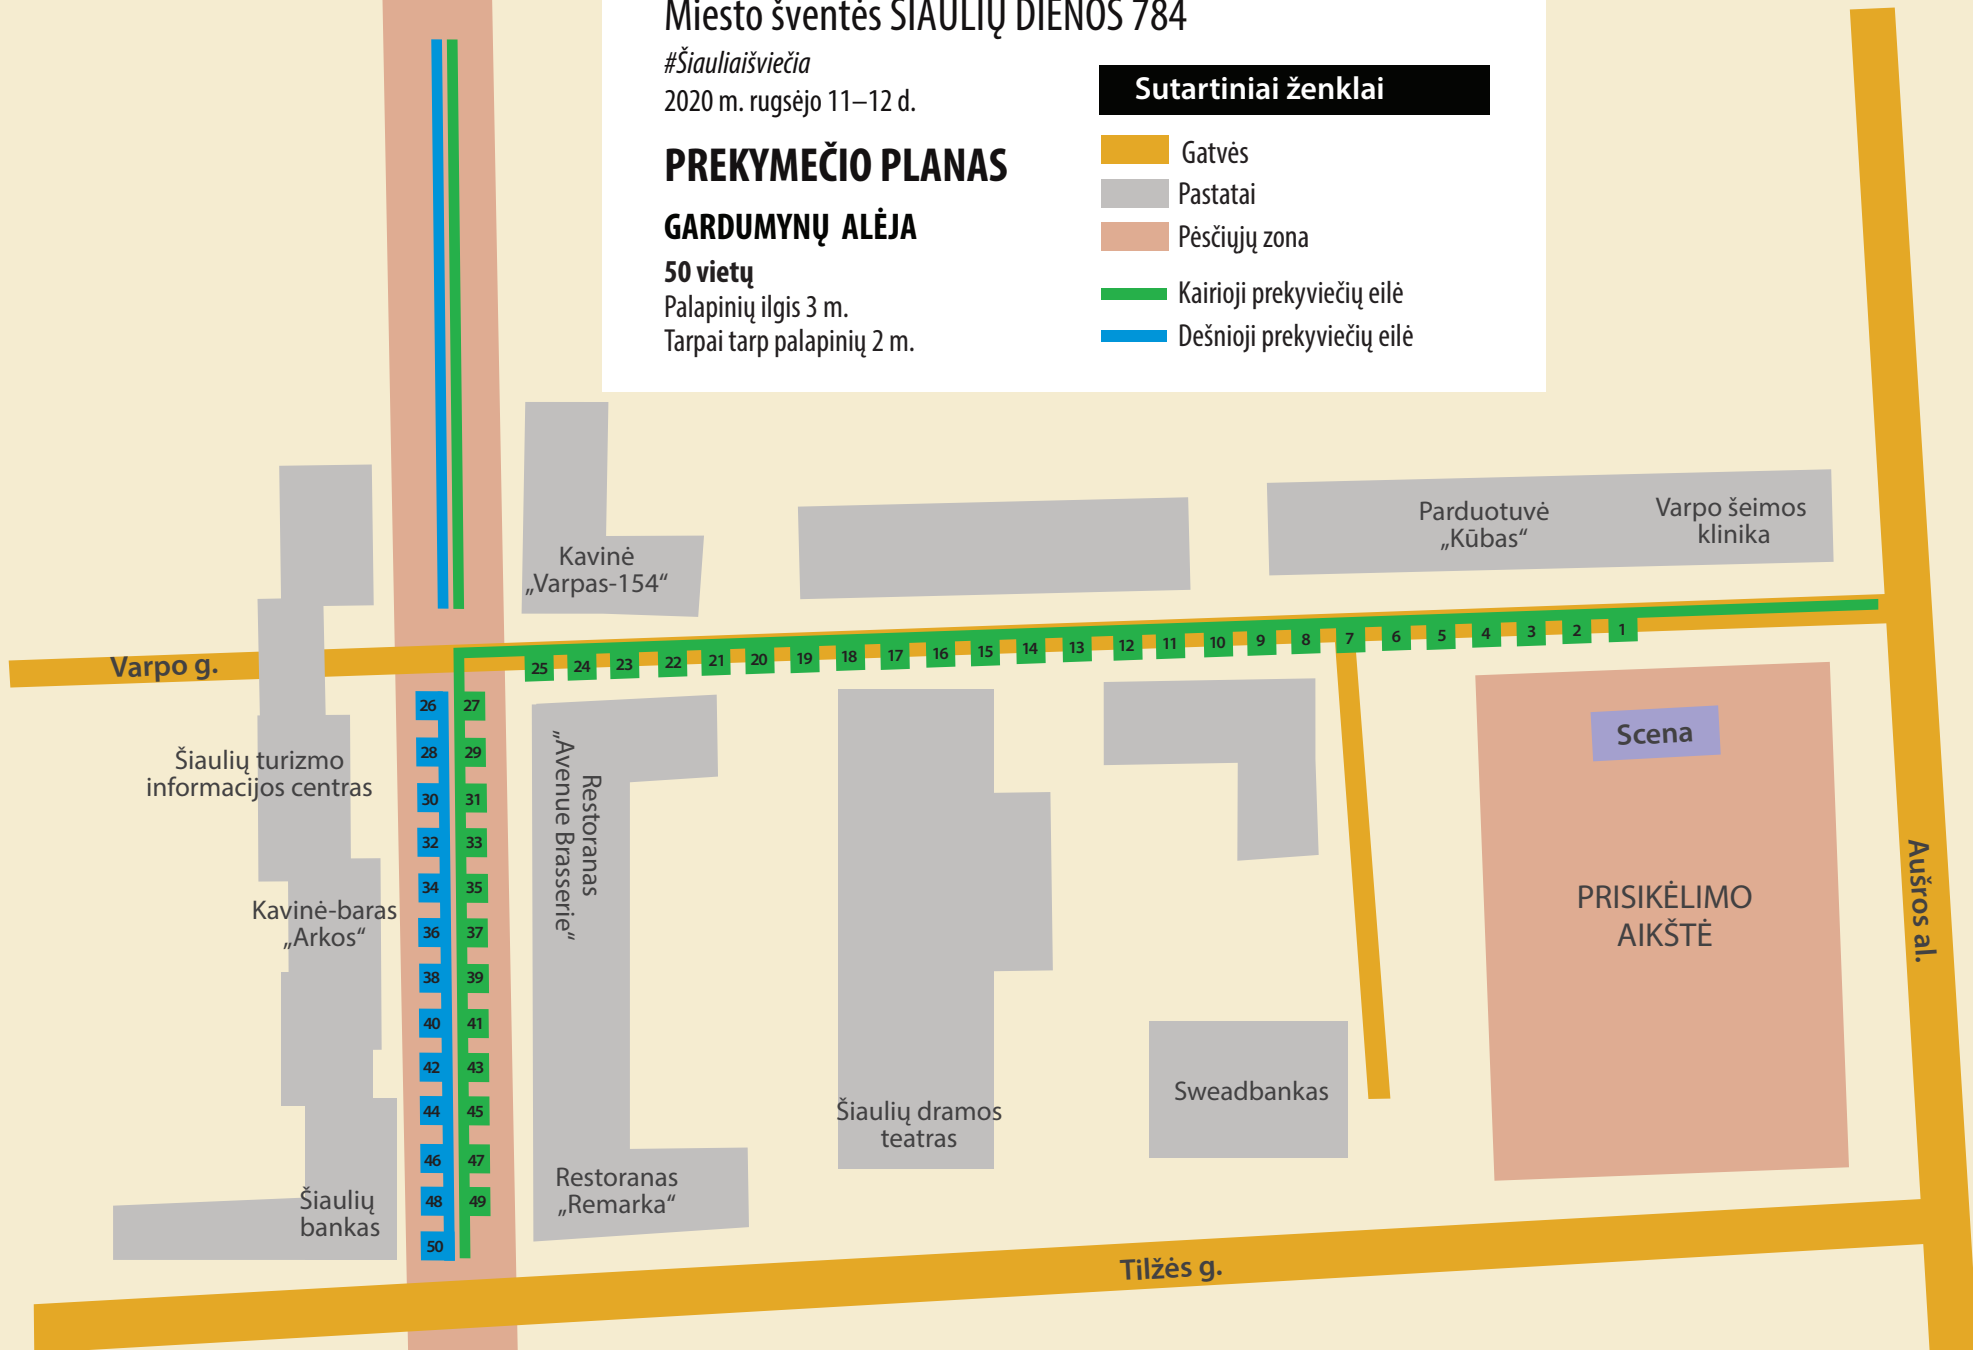 Miesto šventės ŠIAULIŲ DIENOS 784
#Šiauliaišviečia
2020 m. rugsėjo 11–12 d.
PREKYMEČIO PLANAS
GARDUMYNŲ ALĖJA
50 vietų
Palapinių ilgis 3 m.
Tarpai tarp palapinių 2 m.
Sutartiniai ženklai
Gatvės
Pastatai
Pėsčiųjų zona
Kairioji prekyviečių eilė
Dešnioji prekyviečių eilė
Kavinė
„Varpas-154“
Parduotuvė
„Kūbas“
Varpo šeimos
klinika
Varpo g.
25 24 23 22 21 20 19 18 17 16 15 14 13 12 11 10 9 8 7 6 5 4 3 2 1
26 27
28 29
30 31
32 33
34 35
36 37
38 39
40 41
42 43
44 45
46 47
48 49
50
Šiaulių turizmo
informacijos centras
Kavinė-baras
„Arkos“
Šiaulių
bankas
Restoranas
„Avenue Brasserie“
Restoranas
„Remarka“
Šiaulių dramos
teatras
Sweadbankas
Scena
PRISIKĖLIMO
AIKŠTĖ
Aušros al.
Tilžės g.